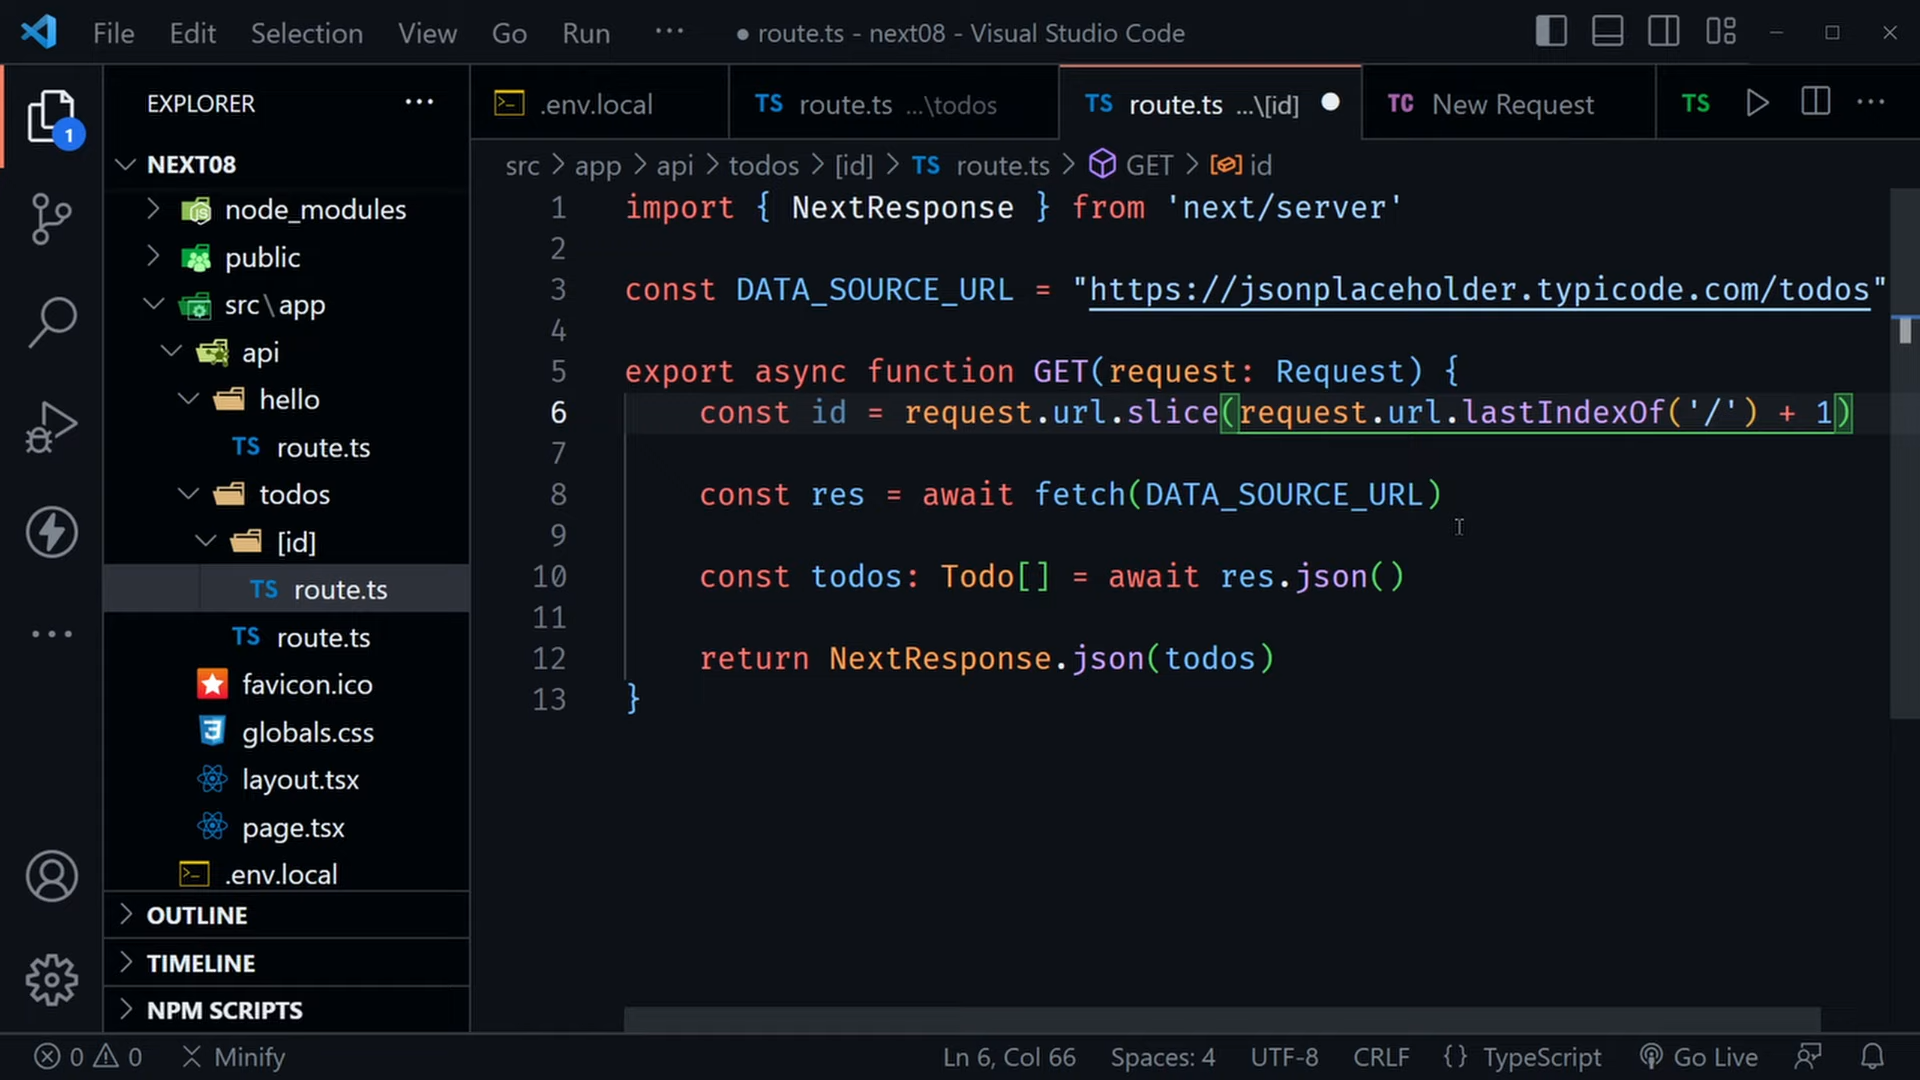 File Edit Selection View Go Run ··· ● route.ts - next08 - Visual Studio Code
EXPLORER ···
.env.local
TS route.ts ...\todos
TS route.ts ...\[id] ●
TC New Request
TS
···
1
src > app > api > todos > [id] > TS route.ts > GET > id
NEXT08
node_modules
public
src\app
api
hello
TS route.ts
todos
[id]
TS route.ts
TS route.ts
favicon.ico
globals.css
layout.tsx
page.tsx
.env.local
OUTLINE
TIMELINE
NPM SCRIPTS
1 import { NextResponse } from 'next/server'
2
3 const DATA_SOURCE_URL = "https://jsonplaceholder.typicode.com/todos"
4
5 export async function GET(request: Request) {
6 const id = request.url.slice(request.url.lastIndexOf('/') + 1)
7
8 const res = await fetch(DATA_SOURCE_URL)
9
10 const todos: Todo[] = await res.json()
11
12 return NextResponse.json(todos)
13 }
0 0 Minify Ln 6, Col 66 Spaces: 4 UTF-8 CRLF {} TypeScript Go Live